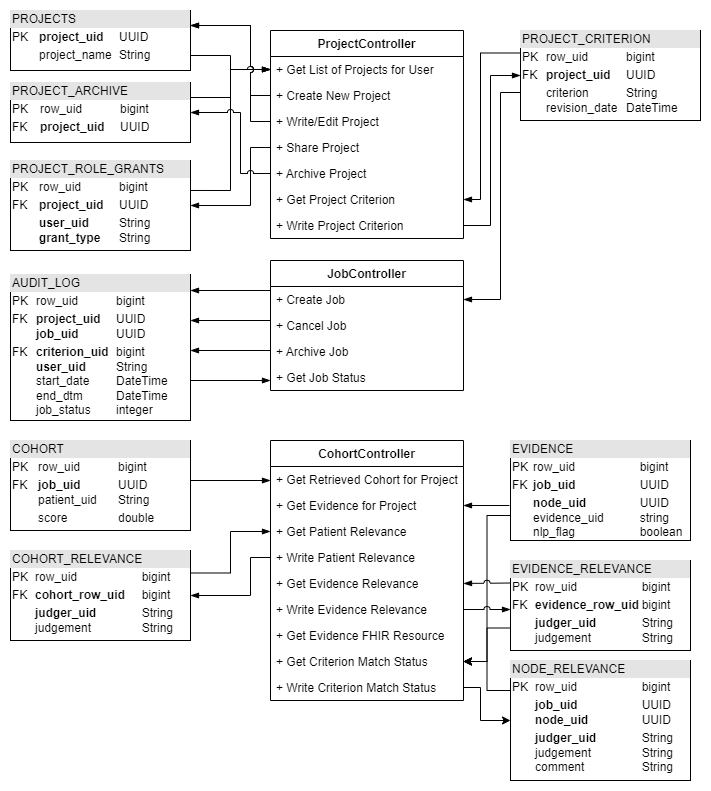 PROJECTS
PK project_uid UUID
project_name String
PROJECT_ARCHIVE
PK row_uid bigint
FK project_uid UUID
PROJECT_ROLE_GRANTS
PK row_uid bigint
FK project_uid UUID
user_uid String
grant_type String
ProjectController
+ Get List of Projects for User
+ Create New Project
+ Write/Edit Project
+ Share Project
+ Archive Project
+ Get Project Criterion
+ Write Project Criterion
PROJECT_CRITERION
PK row_uid bigint
FK project_uid UUID
criterion String
revision_date DateTime
AUDIT_LOG
PK row_uid bigint
FK project_uid UUID
job_uid UUID
FK criterion_uid bigint
user_uid String
start_date DateTime
end_dtm DateTime
job_status integer
JobController
+ Create Job
+ Cancel Job
+ Archive Job
+ Get Job Status
COHORT
PK row_uid bigint
FK job_uid UUID
patient_uid String
score double
COHORT_RELEVANCE
PK row_uid bigint
FK cohort_row_uid bigint
judger_uid String
judgement String
CohortController
+ Get Retrieved Cohort for Project
+ Get Evidence for Project
+ Get Patient Relevance
+ Write Patient Relevance
+ Get Evidence Relevance
+ Write Evidence Relevance
+ Get Evidence FHIR Resource
+ Get Criterion Match Status
+ Write Criterion Match Status
EVIDENCE
PK row_uid bigint
FK job_uid UUID
node_uid UUID
evidence_uid string
nlp_flag boolean
EVIDENCE_RELEVANCE
PK row_uid bigint
FK evidence_row_uid bigint
judger_uid String
judgement String
NODE_RELEVANCE
PK row_uid bigint
job_uid UUID
node_uid UUID
judger_uid String
judgement String
comment String